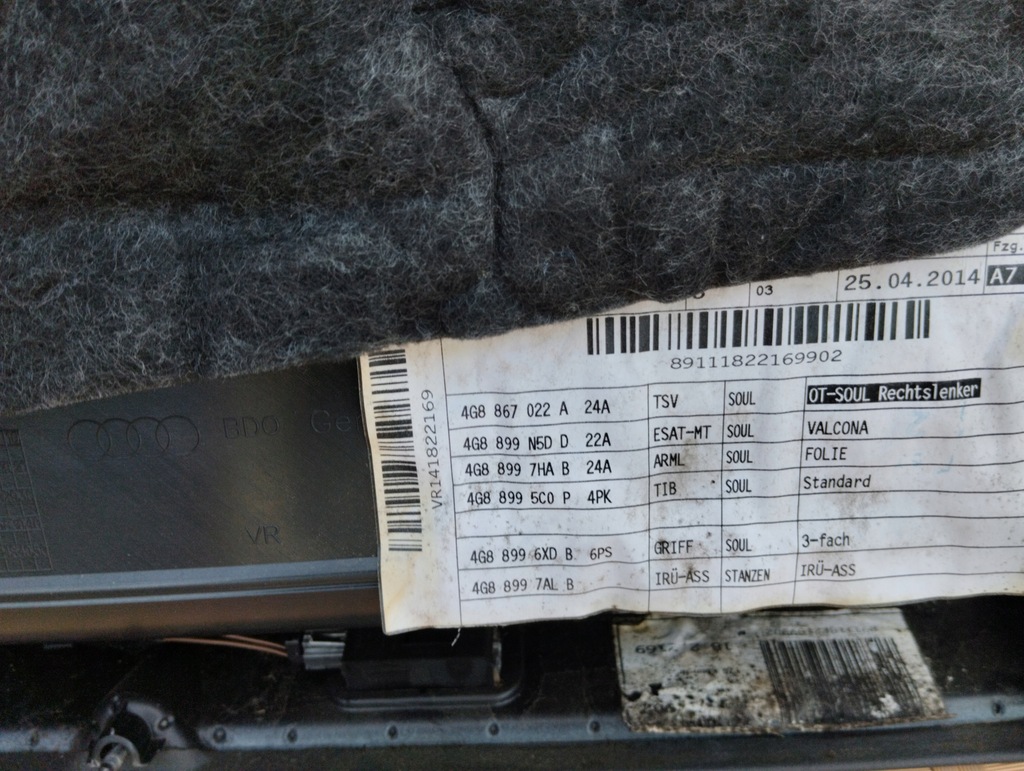 Fzg.
03 25.04.2014 A7
89111822169902
VR141822169
4G8 867 022 A 24A TSV SOUL OT-SOUL Rechtslenker
4G8 899 N5D D 22A ESAT-MT SOUL VALCONA
4G8 899 7HA B 24A ARML SOUL FOLIE
4G8 899 5C0 P 4PK TIB SOUL Standard
4G8 899 6XD B 6PS GRIFF SOUL 3-fach
4G8 899 7AL B IRÜ-ASS STANZEN IRÜ-ASS
BDO Ge
VR